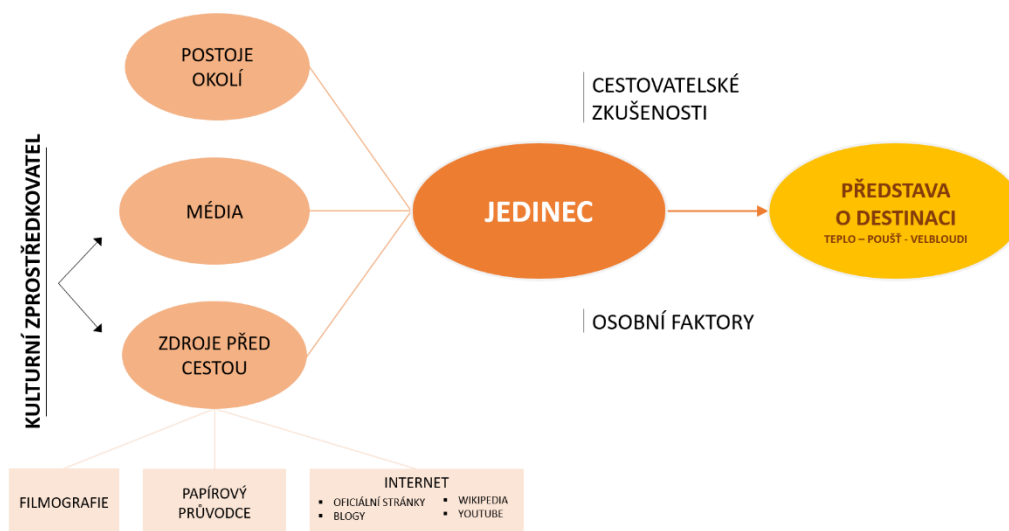 POSTOJE
OKOLÍ
CESTOVATELSKÉ
ZKUŠENOSTI
KULTURNÍ ZPROSTŘEDKOVATEL
MÉDIA
JEDINEC
PŘEDSTAVA
O DESTINACI
TEPLO – POUŠŤ - VELBLOUDI
ZDROJE PŘED
CESTOU
OSOBNÍ FAKTORY
FILMOGRAFIE
PAPÍROVÝ
PRŮVODCE
INTERNET
▪ OFICIÁLNÍ STRÁNKY
▪ BLOGY
▪ WIKIPEDIA
▪ YOUTUBE